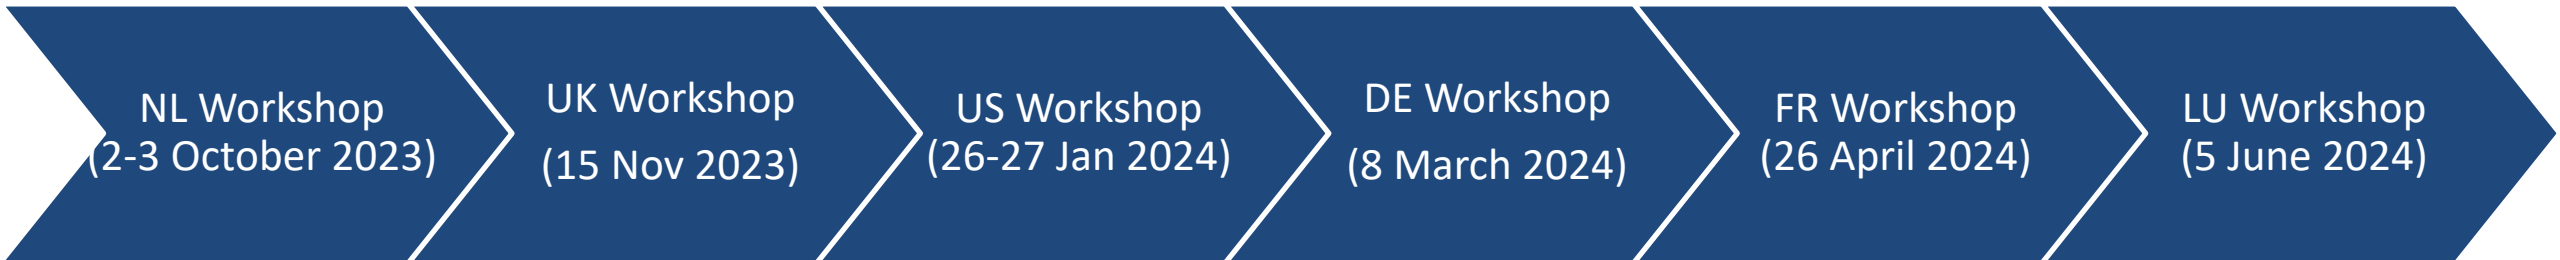 NL Workshop
(2-3 October 2023)
UK Workshop
(15 Nov 2023)
US Workshop
(26-27 Jan 2024)
DE Workshop
(8 March 2024)
FR Workshop
(26 April 2024)
LU Workshop
(5 June 2024)